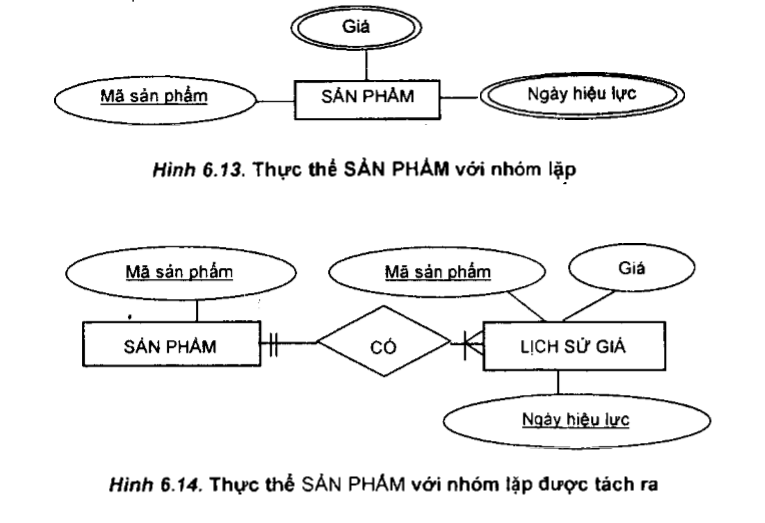 Giá
Mã sản phẩm
SẢN PHẨM
Ngày hiệu lực
Hình 6.13. Thực thể SẢN PHẨM với nhóm lặp
Mã sản phẩm
Mã sản phẩm
Giá
SẢN PHẨM
CÓ
LỊCH SỬ GIÁ
Ngày hiệu lực
Hình 6.14. Thực thể SẢN PHẨM với nhóm lặp được tách ra